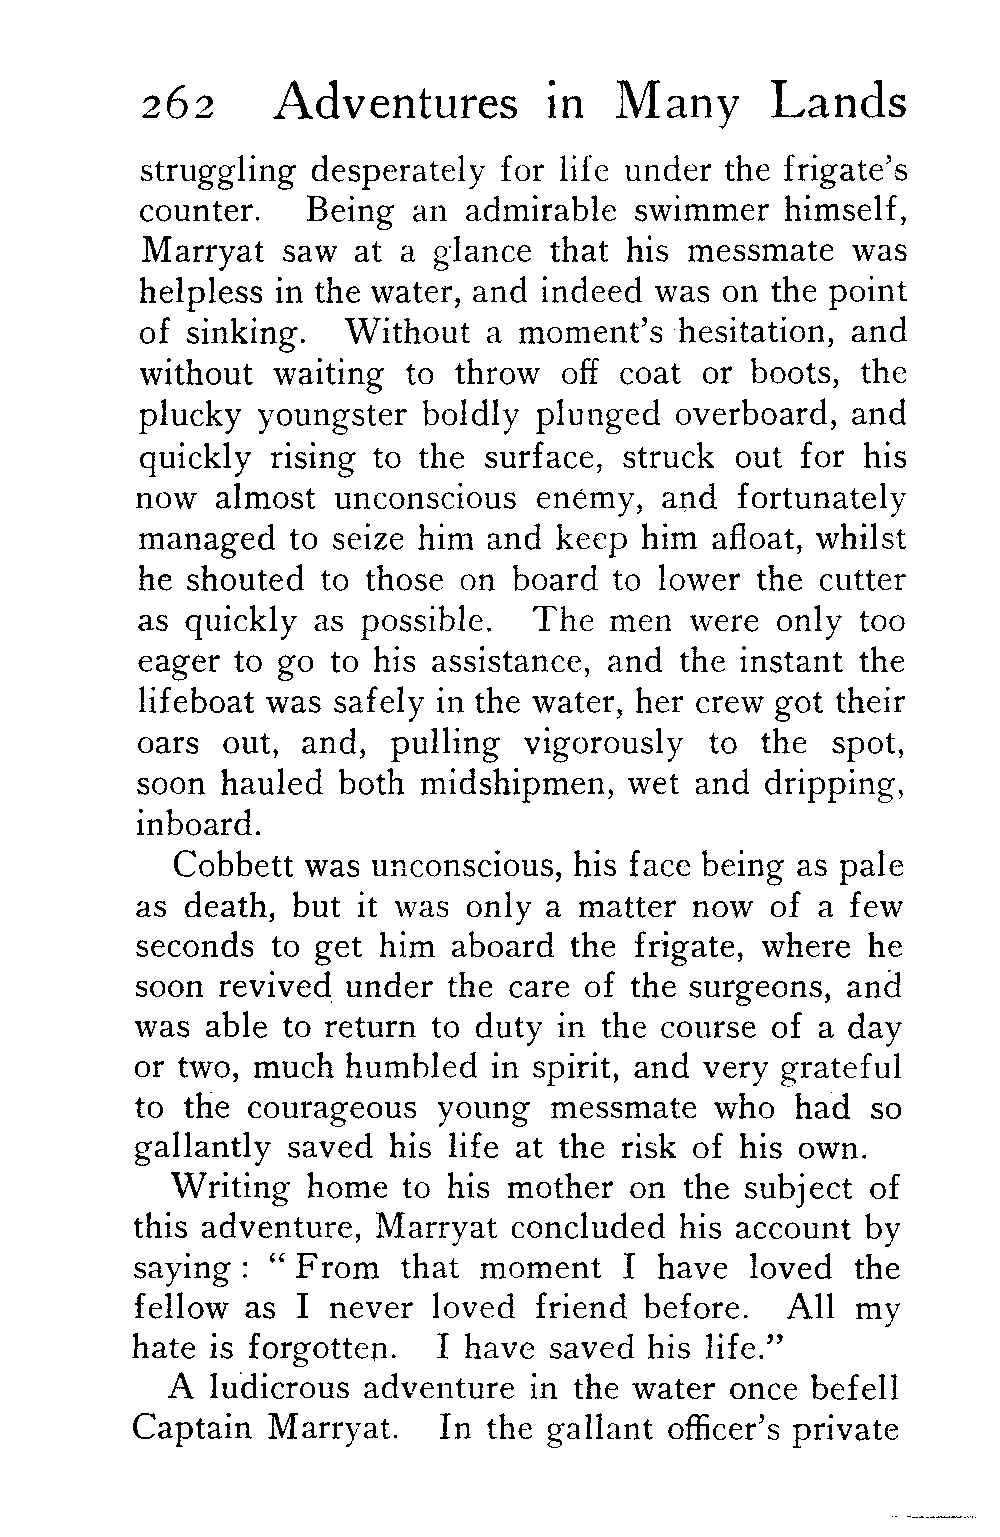 262 Adventures in Many Lands
struggling desperately for life under the frigate's
counter. Being an admirable swimmer himself,
Marryat saw at a glance that his messmate was
helpless in the water, and indeed was on the point
of sinking. Without a moment's hesitation, and
without waiting to throw off coat or boots, the
plucky youngster boldly plunged overboard, and
quickly rising to the surface, struck out for his
now almost unconscious enemy, and fortunately
managed to seize him and keep him afloat, whilst
he shouted to those on board to lower the cutter
as quickly as possible. The men were only too
eager to go to his assistance, and the instant the
lifeboat was safely in the water, her crew got their
oars out, and, pulling vigorously to the spot,
soon hauled both midshipmen, wet and dripping,
inboard.
Cobbett was unconscious, his face being as pale
as death, but it was only a matter now of a few
seconds to get him aboard the frigate, where he
soon revived under the care of the surgeons, and
was able to return to duty in the course of a day
or two, much humbled in spirit, and very grateful
to the courageous young messmate who had so
gallantly saved his life at the risk of his own.
Writing home to his mother on the subject of
this adventure, Marryat concluded his account by
saying : “ From that moment I have loved the
fellow as I never loved friend before. All my
hate is forgotten. I have saved his life.”
A ludicrous adventure in the water once befell
Captain Marryat. In the gallant officer's private